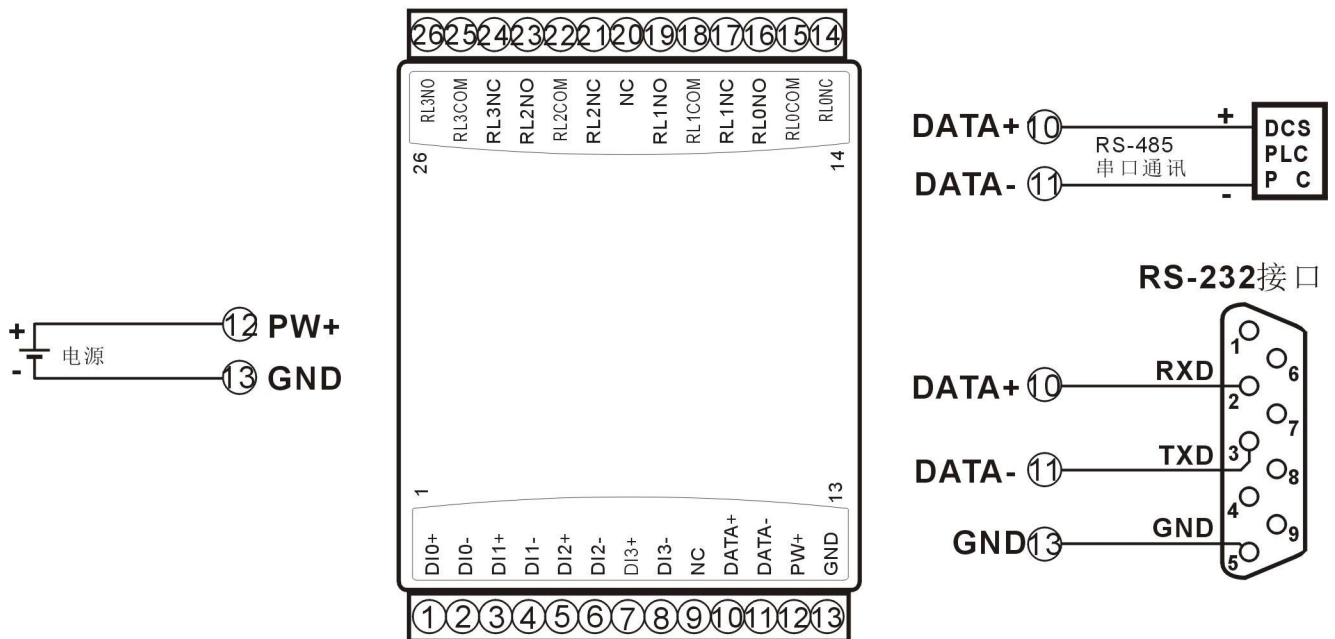 26 25 24 23 22 21 20 19 18 17 16 15 14
RL3NO RL3COM RL3NC RL2NO RL2COM RL2NC NC RL1NO RL1COM RL1NC RL0NO RL0COM RL0NC
26 14
DATA+ 10 + DCS
RS-485 PLC
串口通讯 P C
DATA- 11 -
RS-232接口
+ 12 PW+
电源
- 13 GND
1
6
DATA+ 10 RXD 2
7
DATA- 11 TXD 3
8
4
GND 13 GND 5
9
1 13
DI0+ DI0- DI1+ DI1- DI2+ DI2- DI3+ DI3- NC DATA+ DATA- PW+ GND
1 2 3 4 5 6 7 8 9 10 11 12 13